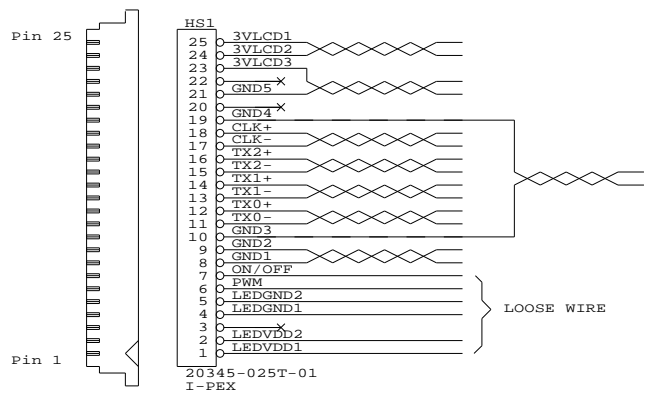 Pin 25
HS1
25 3VLCD1
24 3VLCD2
23 3VLCD3
22
21 GND5
20
19 GND4
18 CLK+
17 CLK-
16 TX2+
15 TX2-
14 TX1+
13 TX1-
12 TX0+
11 TX0-
10 GND3
9 GND2
8 GND1
7 ON/OFF
6 PWM
5 LEDGND2
4 LEDGND1
3
2 LEDVDD2
1 LEDVDD1
LOOSE WIRE
Pin 1
20345-025T-01
I-PEX